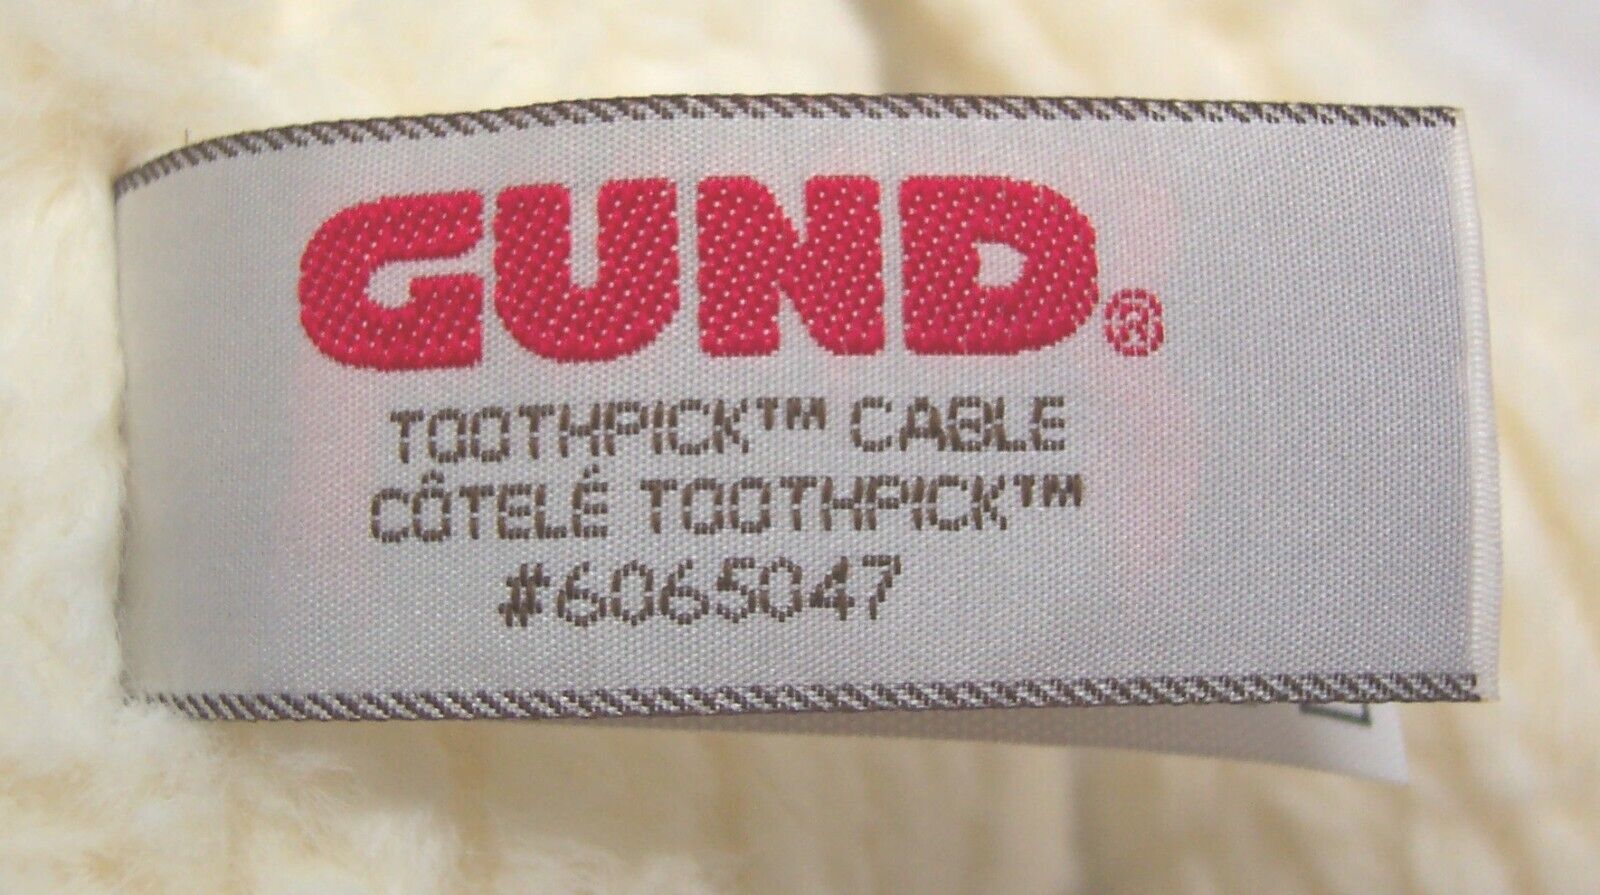 GUND®
TOOTHPICK™ CABLE
CÔTELÉ TOOTHPICK™
#6065047